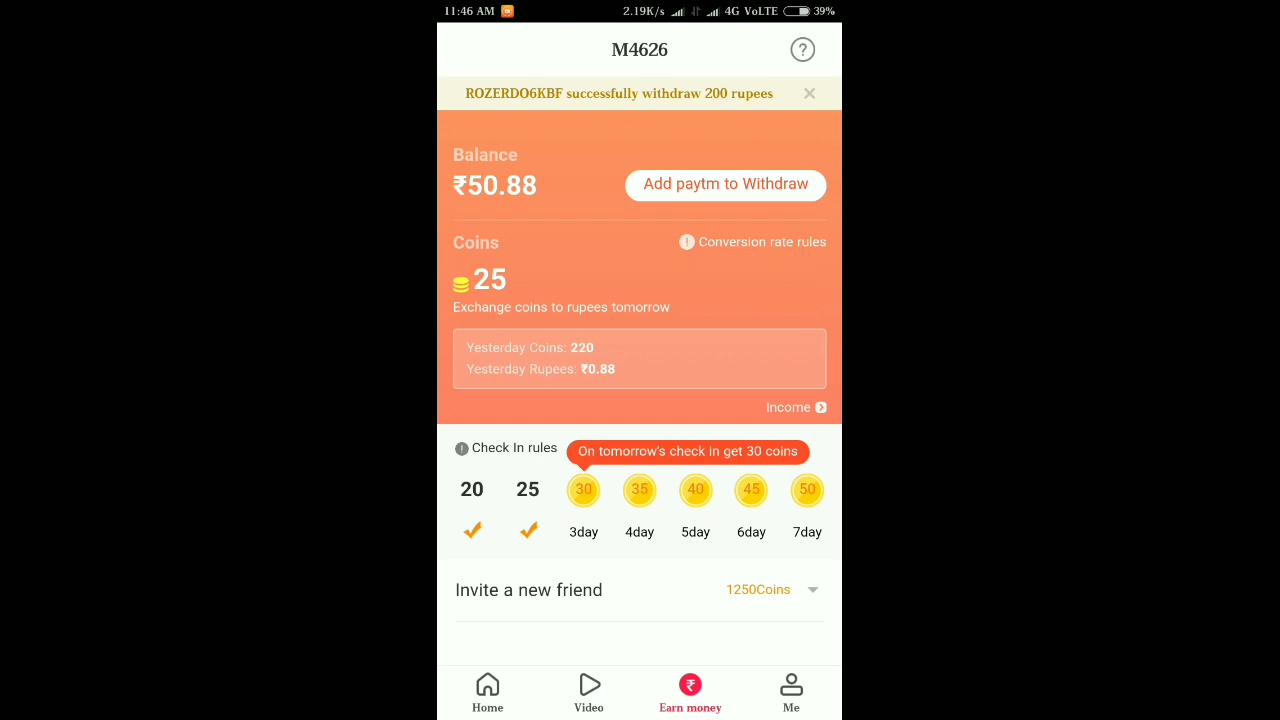 11:46 AM 2.19K/s 4G VoLTE 39%
M4626
ROZERDO6KBF successfully withdraw 200 rupees
Balance
₹50.88 Add paytm to Withdraw
Coins ! Conversion rate rules
25
Exchange coins to rupees tomorrow
Yesterday Coins: 220
Yesterday Rupees: ₹0.88
Income
! Check In rules On tomorrow's check in get 30 coins
20 25 30 35 40 45 50
3day 4day 5day 6day 7day
Invite a new friend 1250Coins
₹
Home Video Earn money Me